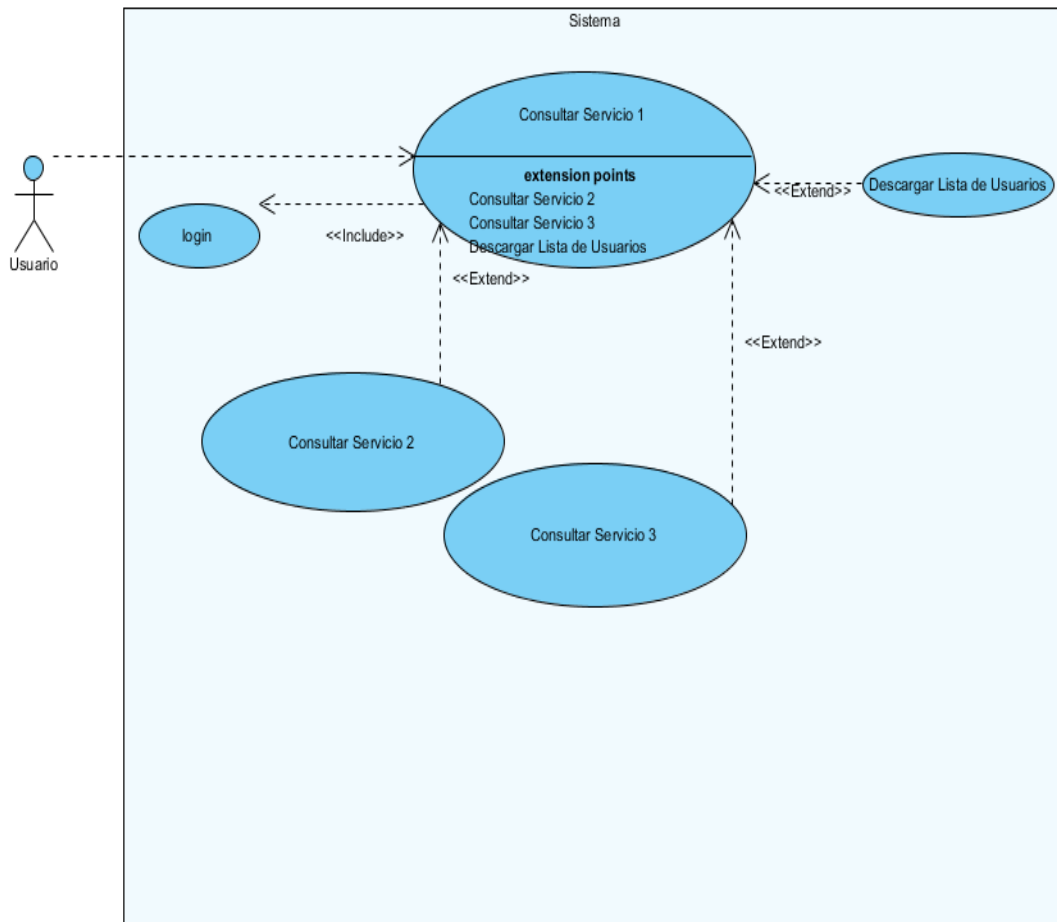 Sistema
Consultar Servicio 1
extension points
Consultar Servicio 2
Consultar Servicio 3
Descargar Lista de Usuarios
<<Extend>>
Descargar Lista de Usuarios
Usuario
login
<<Include>>
<<Extend>>
<<Extend>>
Consultar Servicio 2
Consultar Servicio 3